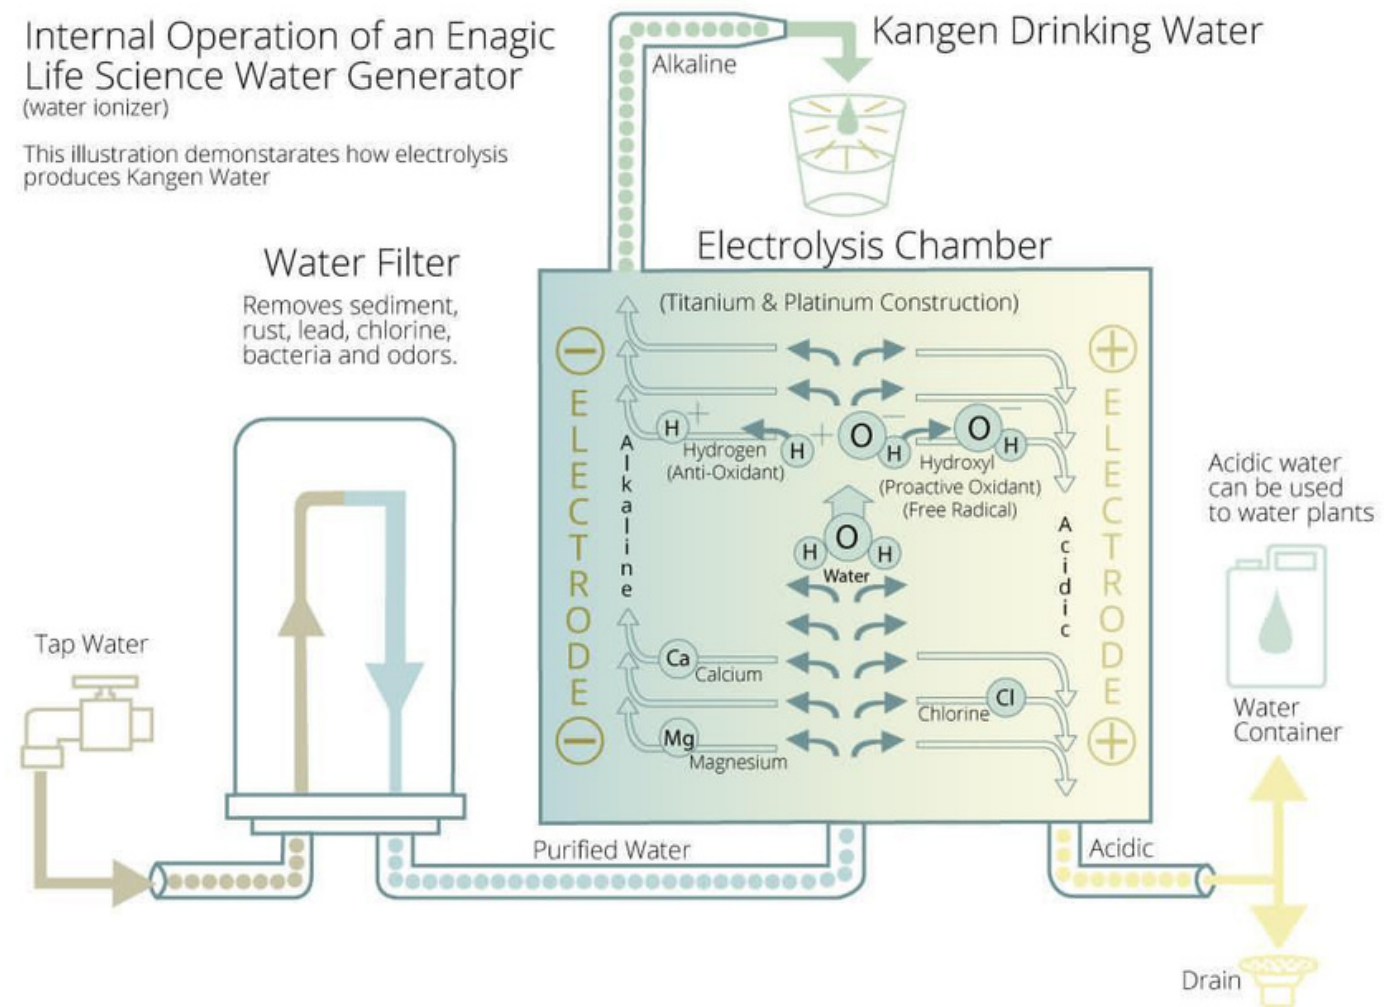 Internal Operation of an Enagic
Life Science Water Generator
(water ionizer)
This illustration demonstarates how electrolysis
produces Kangen Water
Alkaline
Kangen Drinking Water
Water Filter
Removes sediment,
rust, lead, chlorine,
bacteria and odors.
Electrolysis Chamber
(Titanium & Platinum Construction)
−
ELECTRODE
−
Alkaline
H +
Hydrogen
(Anti-Oxidant)
H +
O −
H
O −
H
Hydroxyl
(Proactive Oxidant)
(Free Radical)
H O H
Water
Ca
Calcium
Mg
Magnesium
Cl
Chlorine
Acidic
+
ELECTRODE
+
Acidic water
can be used
to water plants
Water
Container
Tap Water
Purified Water
Acidic
Drain